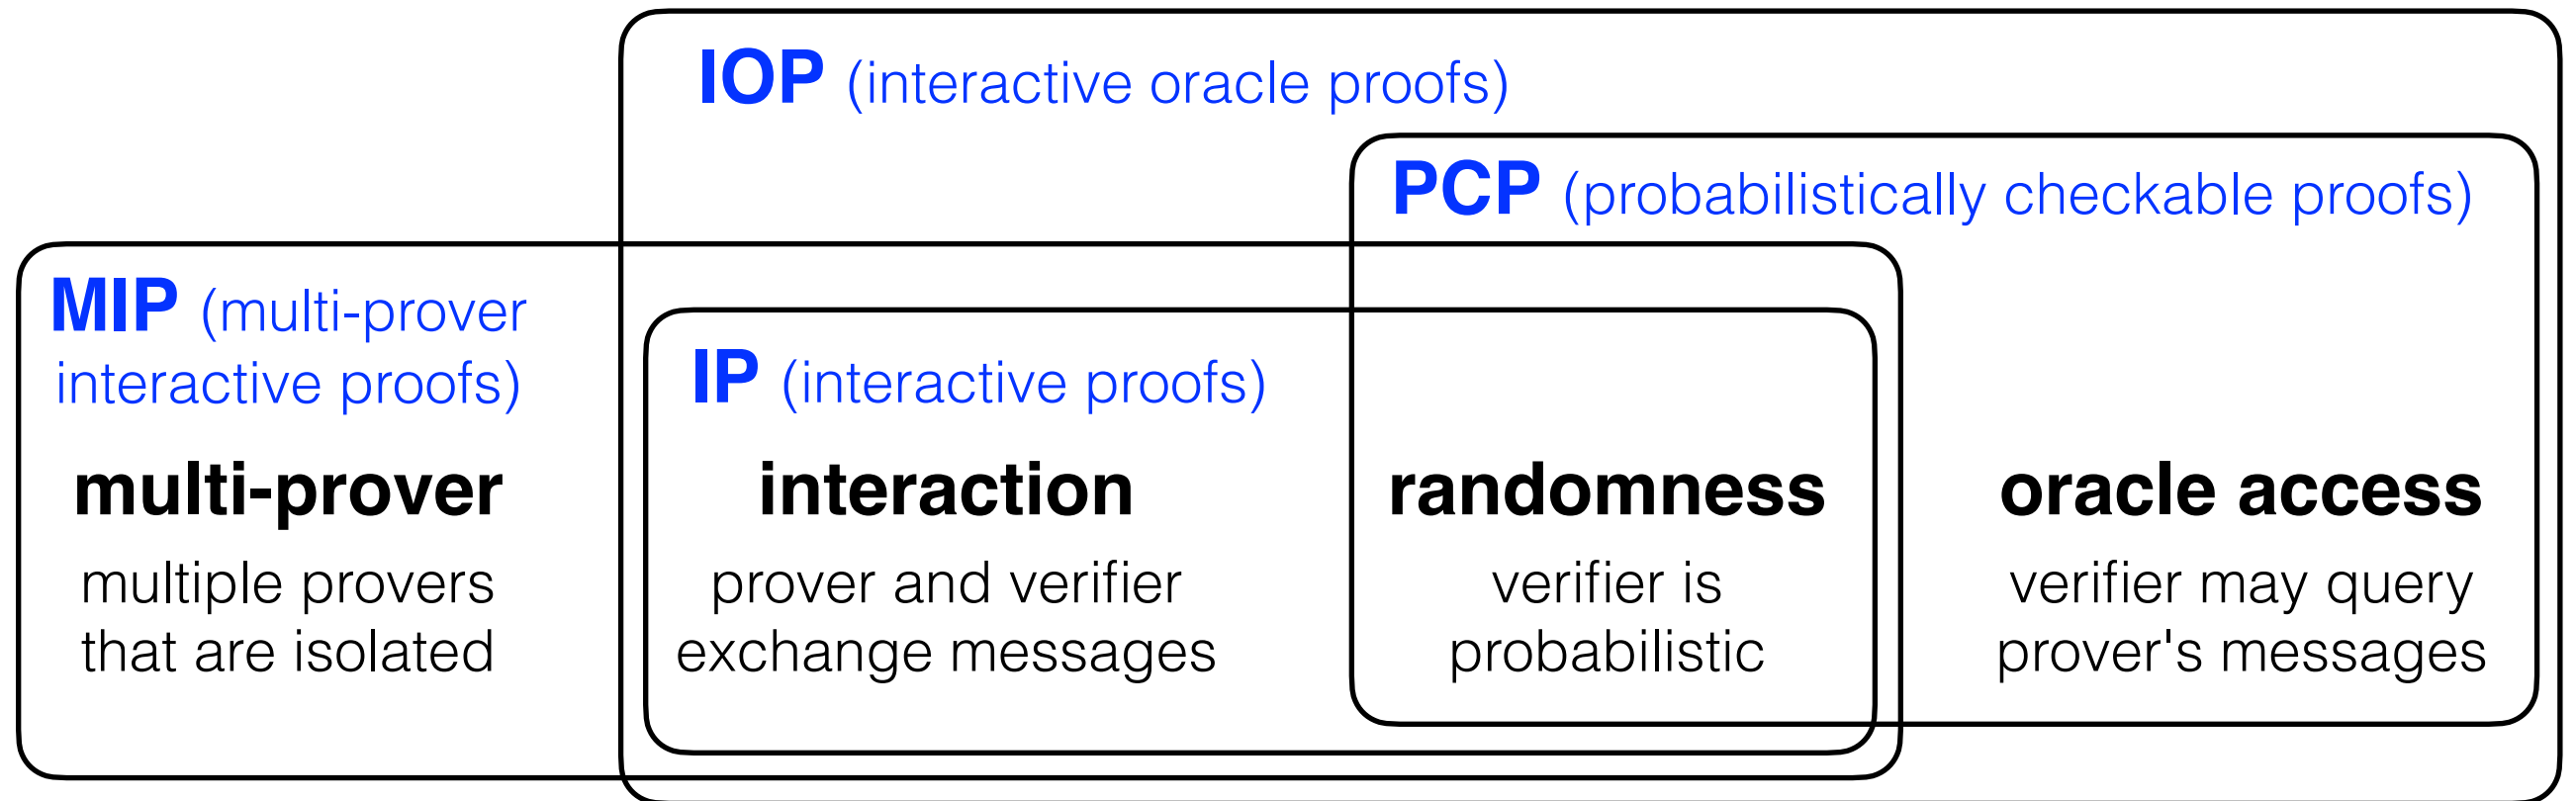 IOP (interactive oracle proofs)
PCP (probabilistically checkable proofs)
MIP (multi-prover
interactive proofs)
IP (interactive proofs)
multi-prover
multiple provers
that are isolated
interaction
prover and verifier
exchange messages
randomness
verifier is
probabilistic
oracle access
verifier may query
prover's messages